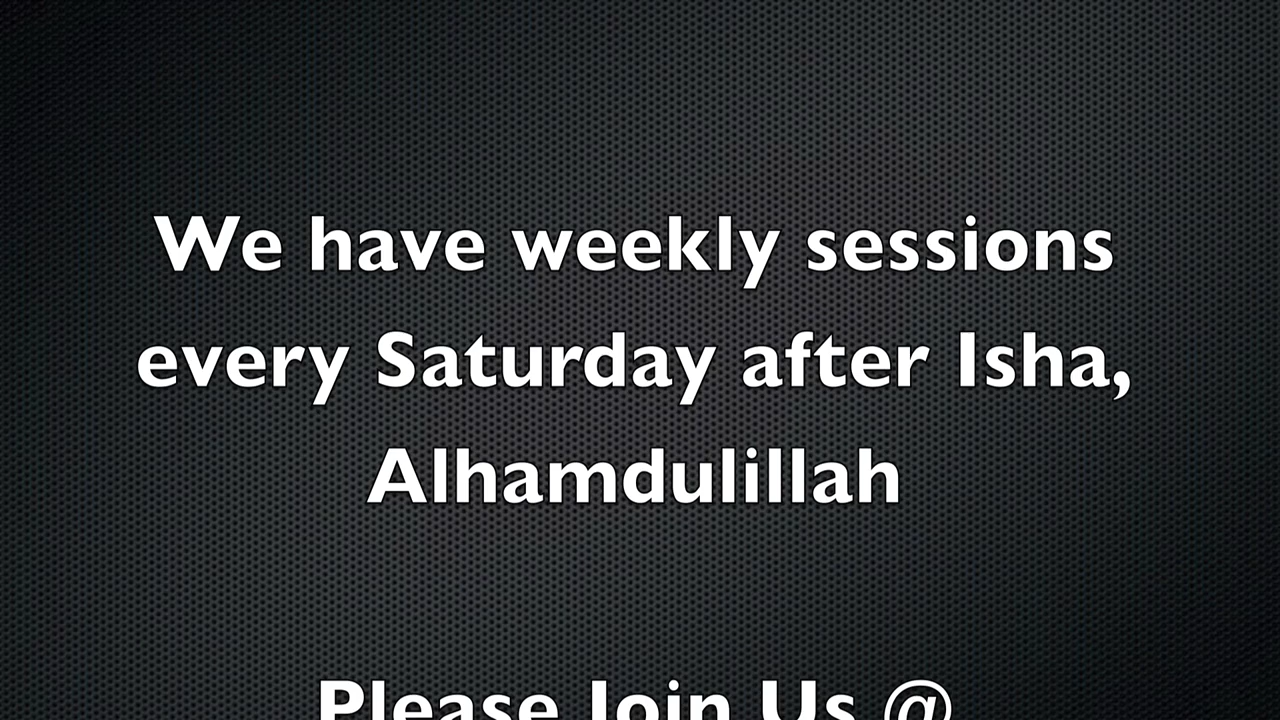 We have weekly sessions
every Saturday after Isha,
Alhamdulillah
Please Join Us @